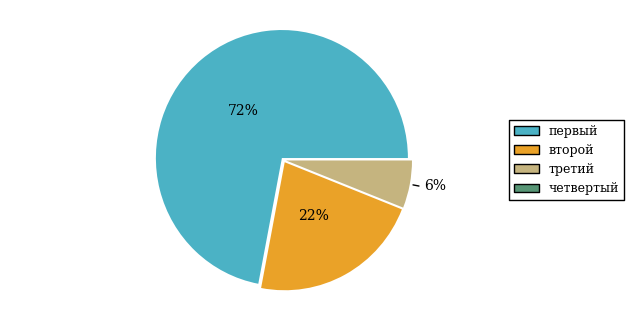 72%
22%
6%
первый
второй
третий
четвертый